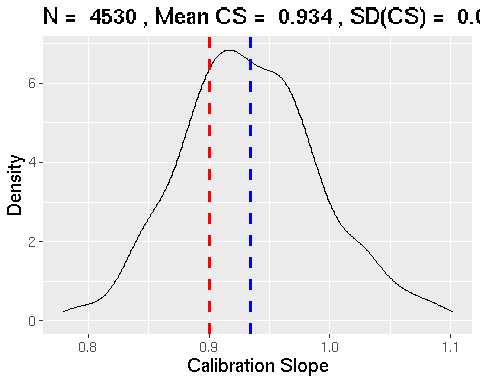 N = 4530 , Mean CS = 0.934 , SD(CS) = 0.0
6
4
2
0
Density
0.8 0.9 1.0 1.1
Calibration Slope